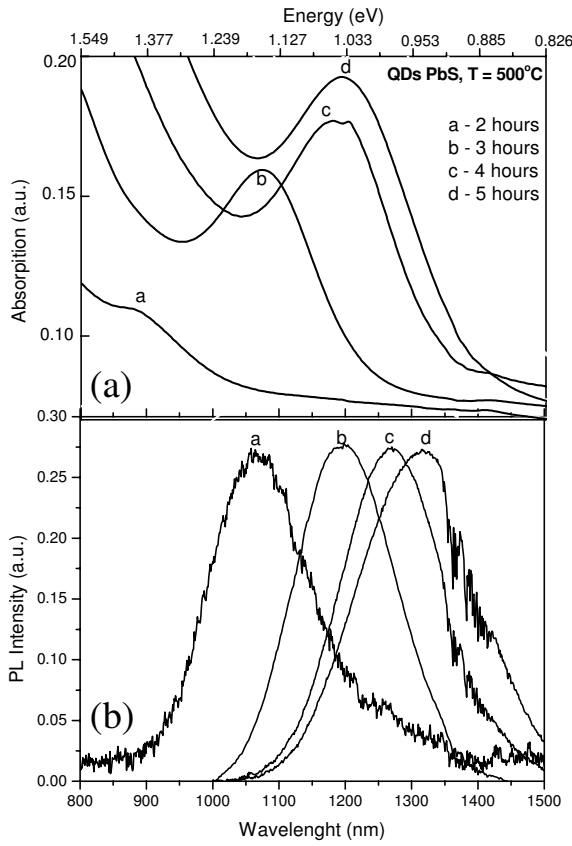 Energy (eV)
1.549 1.377 1.239 1.127 1.033 0.953 0.885 0.826
QDs PbS, T = 500°C
a - 2 hours
b - 3 hours
c - 4 hours
d - 5 hours
d
c
b
a
0.20
0.15
0.10
Absorpition (a.u.)
(a)
0.30
0.25
0.20
0.15
0.10
0.05
0.00
PL Intensity (a.u.)
a b c d
(b)
800 900 1000 1100 1200 1300 1400 1500
Wavelenght (nm)